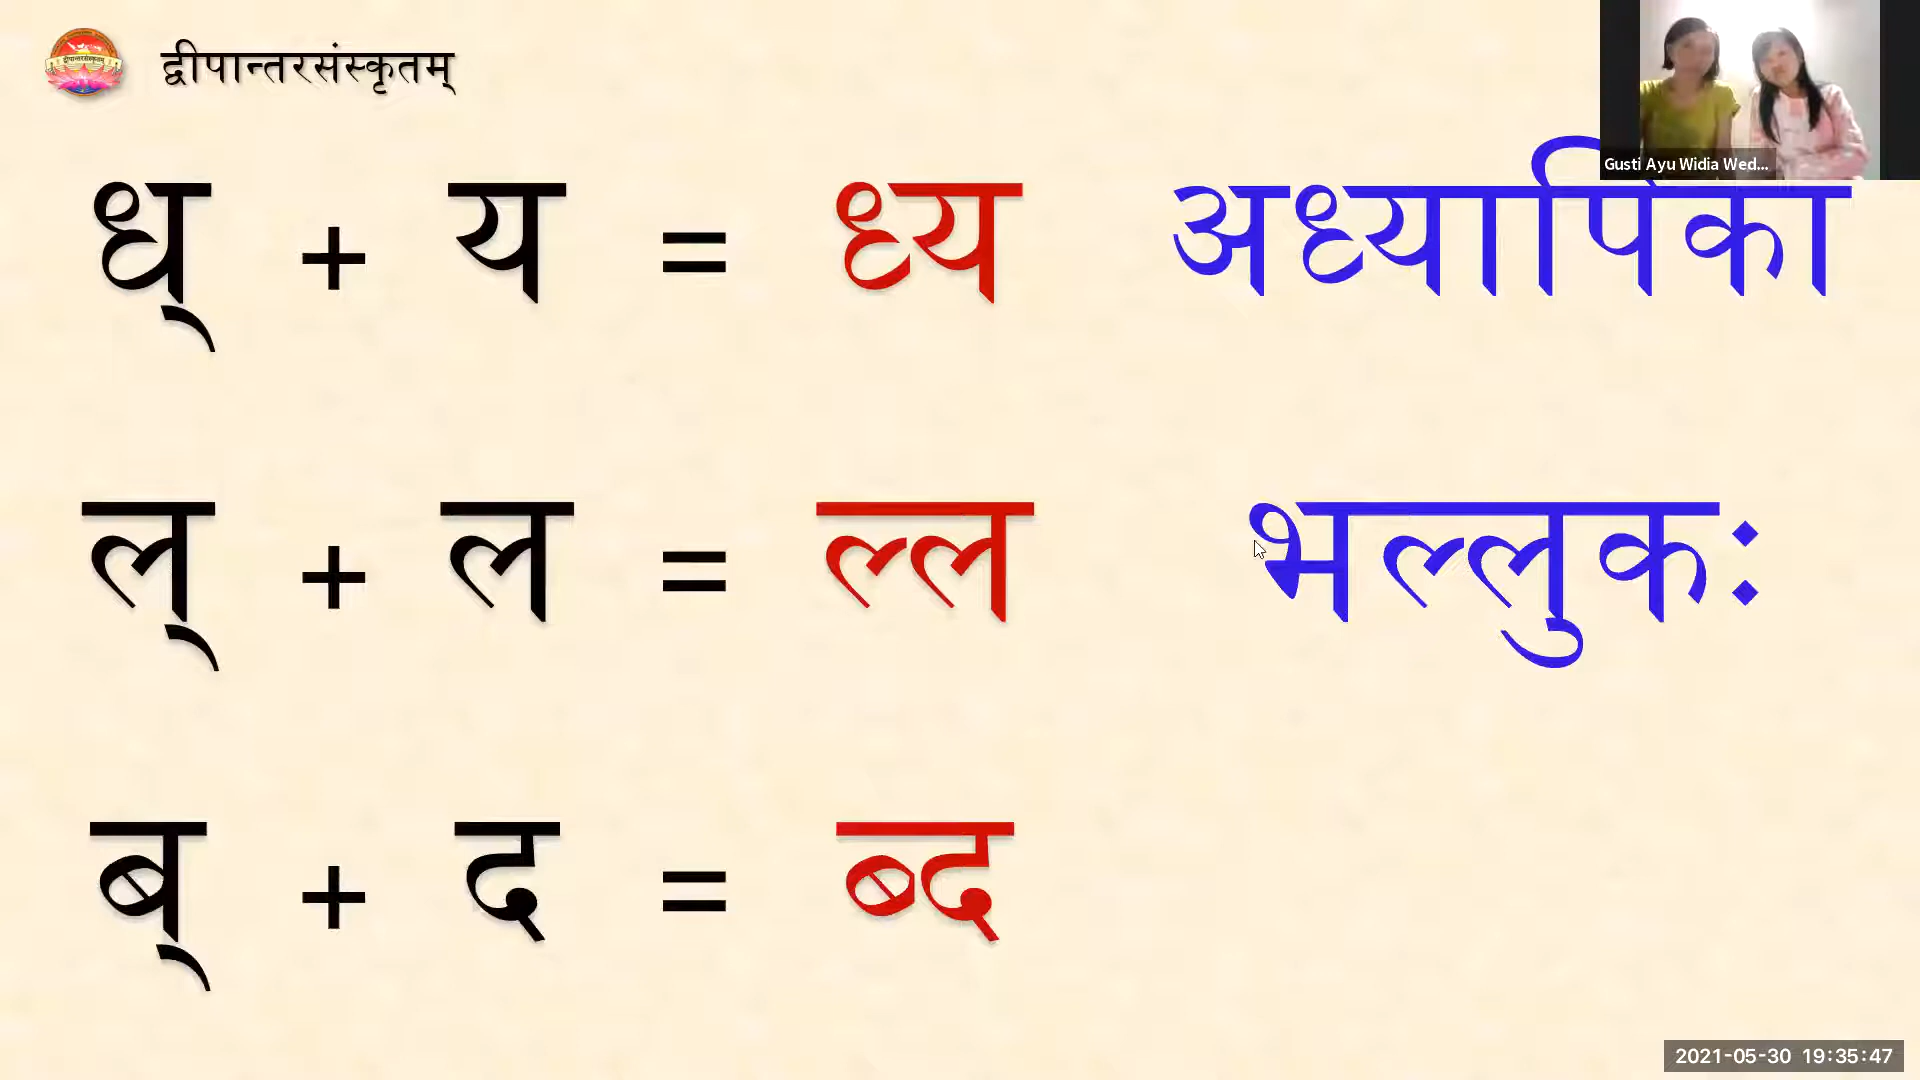 द्वीपान्तरसंस्कृतम्
Gusti Ayu Widia Wed...
ध् + य = ध्य अध्यापिका
ल् + ल = ल्ल भल्लुकः
ब् + द = ब्द
2021-05-30 19:35:47